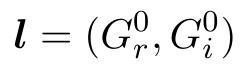 𝒍 = (G_r^0, G_i^0)